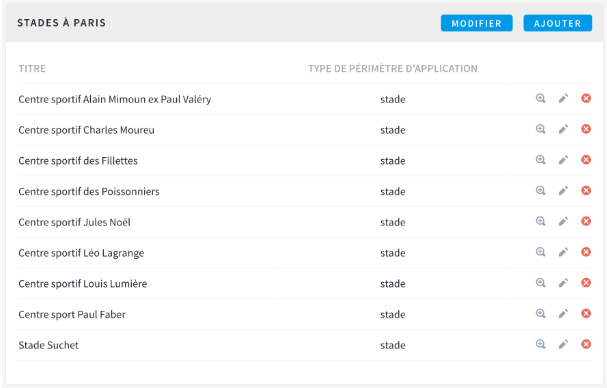 STADES À PARIS MODIFIER AJOUTER
TITRE TYPE DE PÉRIMÈTRE D'APPLICATION
Centre sportif Alain Mimoun ex Paul Valéry stade
Centre sportif Charles Moureu stade
Centre sportif des Fillettes stade
Centre sportif des Poissonniers stade
Centre sportif Jules Noël stade
Centre sportif Léo Lagrange stade
Centre sportif Louis Lumière stade
Centre sport Paul Faber stade
Stade Suchet stade